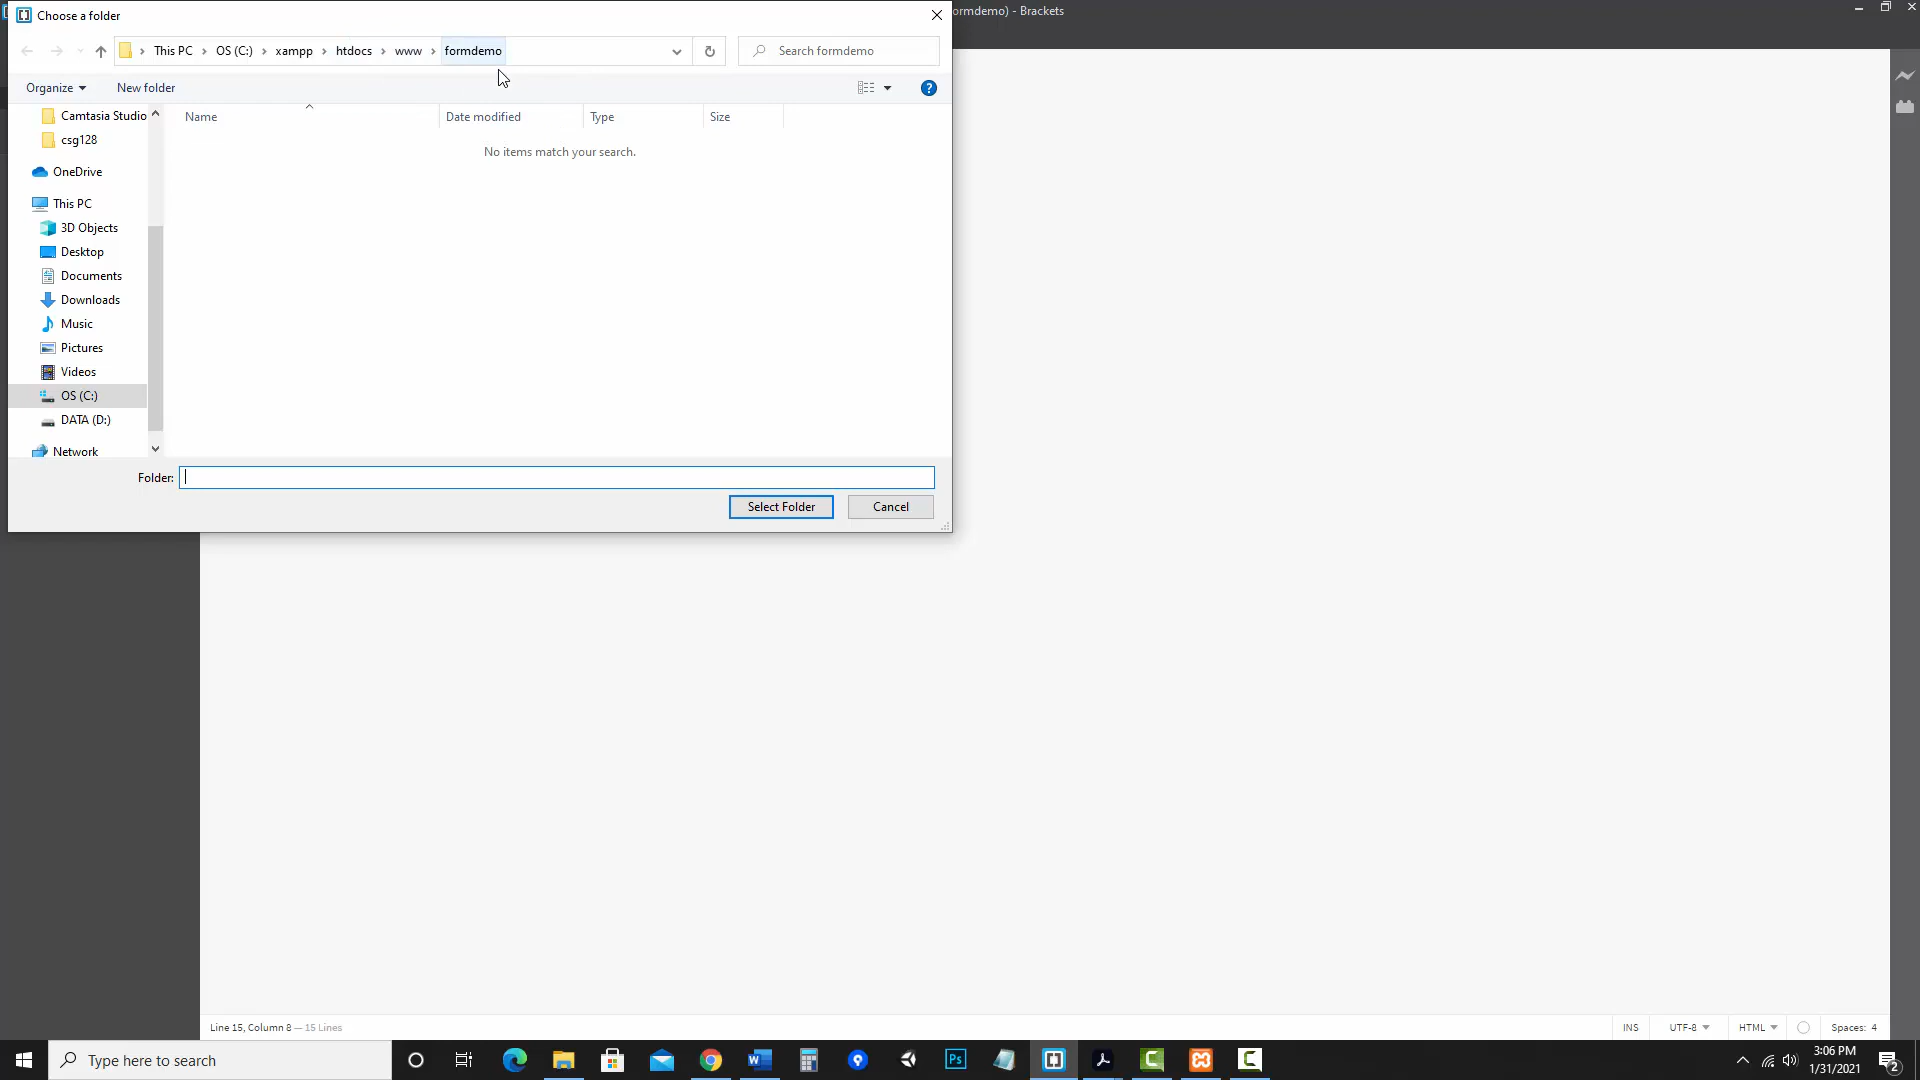 Choose a folder
ormdemo) - Brackets
This PC > OS (C:) > xampp > htdocs > www > formdemo
Search formdemo
Organize
New folder
Name
Date modified
Type
Size
No items match your search.
Camtasia Studio
csg128
OneDrive
This PC
3D Objects
Desktop
Documents
Downloads
Music
Pictures
Videos
OS (C:)
DATA (D:)
Network
Folder:
Select Folder
Cancel
Line 15, Column 8 — 15 Lines
INS
UTF-8
HTML
Spaces: 4
Type here to search
Ps
3:06 PM
1/31/2021
2